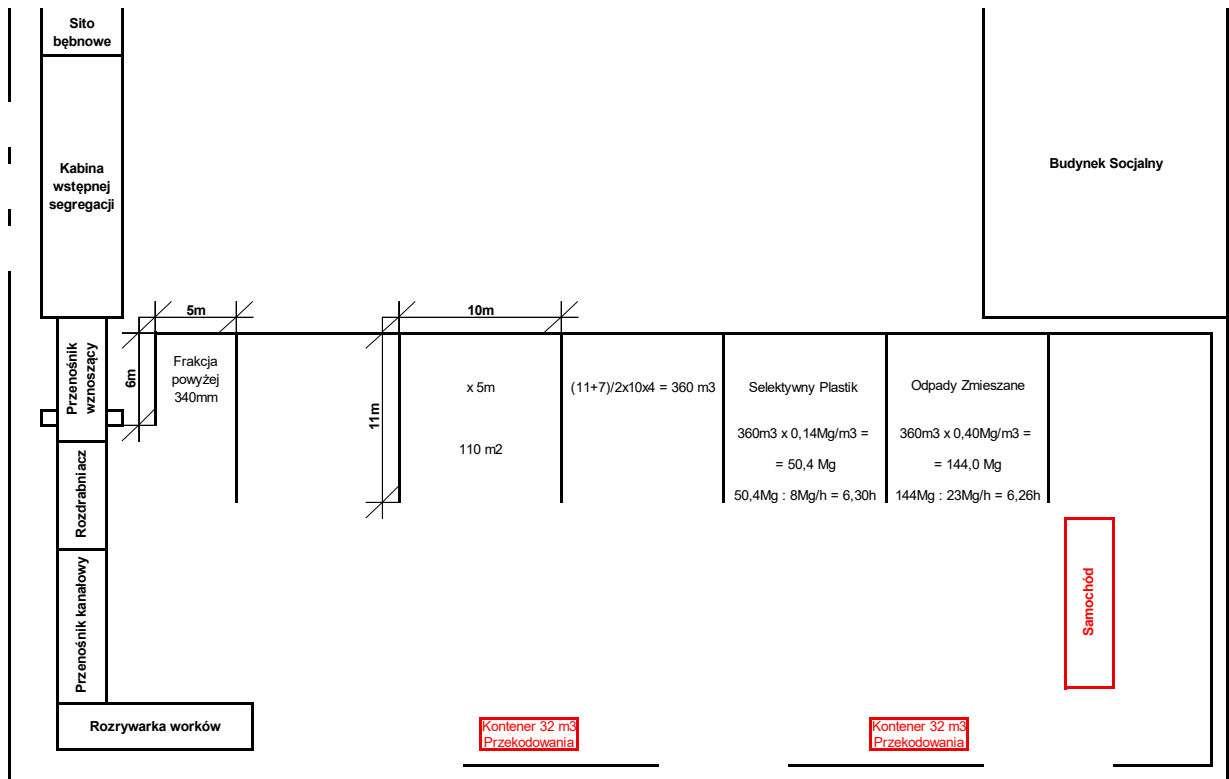 Sito
bębnowe
Kabina
wstępnej
segregacji
Budynek Socjalny
5m
10m
Przenośnik
wznoszący
6m
Frakcja
powyżej
340mm
11m
x 5m
110 m2
(11+7)/2x10x4 = 360 m3
Selektywny Plastik
360m3 x 0,14Mg/m3 =
= 50,4 Mg
50,4Mg : 8Mg/h = 6,30h
Odpady Zmieszane
360m3 x 0,40Mg/m3 =
= 144,0 Mg
144Mg : 23Mg/h = 6,26h
Rozdrabniacz
Przenośnik kanałowy
Samochód
Rozrywarka worków
Kontener 32 m3
Przekodowania
Kontener 32 m3
Przekodowania